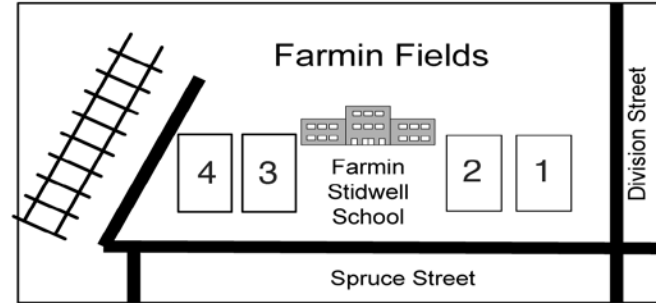 Farmin Fields
4 3
Farmin
Stidwell
School
2 1
Division Street
Spruce Street